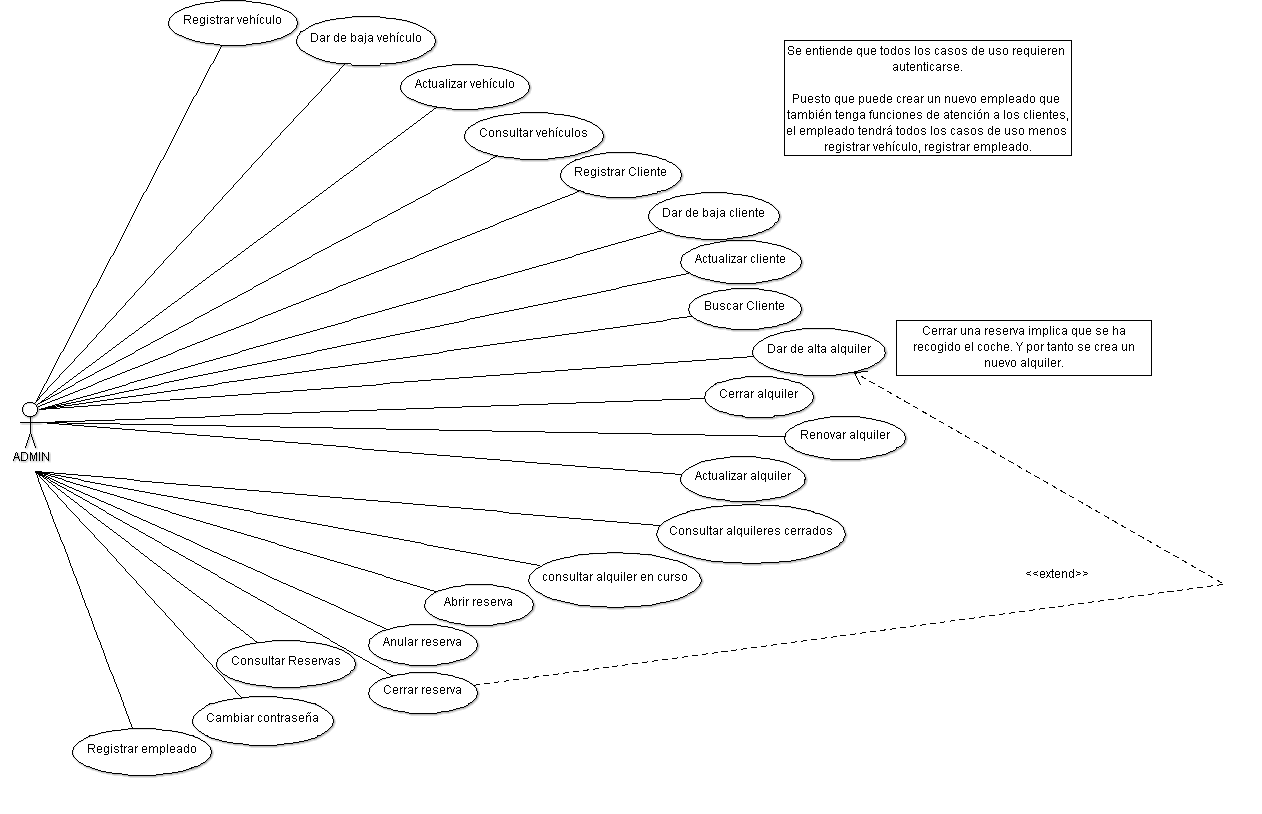 Registrar vehículo
Dar de baja vehículo
Actualizar vehículo
Consultar vehículos
Registrar Cliente
Dar de baja cliente
Actualizar cliente
Buscar Cliente
Dar de alta alquiler
Cerrar alquiler
Renovar alquiler
Actualizar alquiler
Consultar alquileres cerrados
consultar alquiler en curso
Abrir reserva
Anular reserva
Consultar Reservas
Cerrar reserva
Cambiar contraseña
Registrar empleado
ADMIN
Se entiende que todos los casos de uso requieren
autenticarse.
Puesto que puede crear un nuevo empleado que
también tenga funciones de atención a los clientes,
el empleado tendrá todos los casos de uso menos
registrar vehículo, registrar empleado.
Cerrar una reserva implica que se ha
recogido el coche. Y por tanto se crea un
nuevo alquiler.
<<extend>>